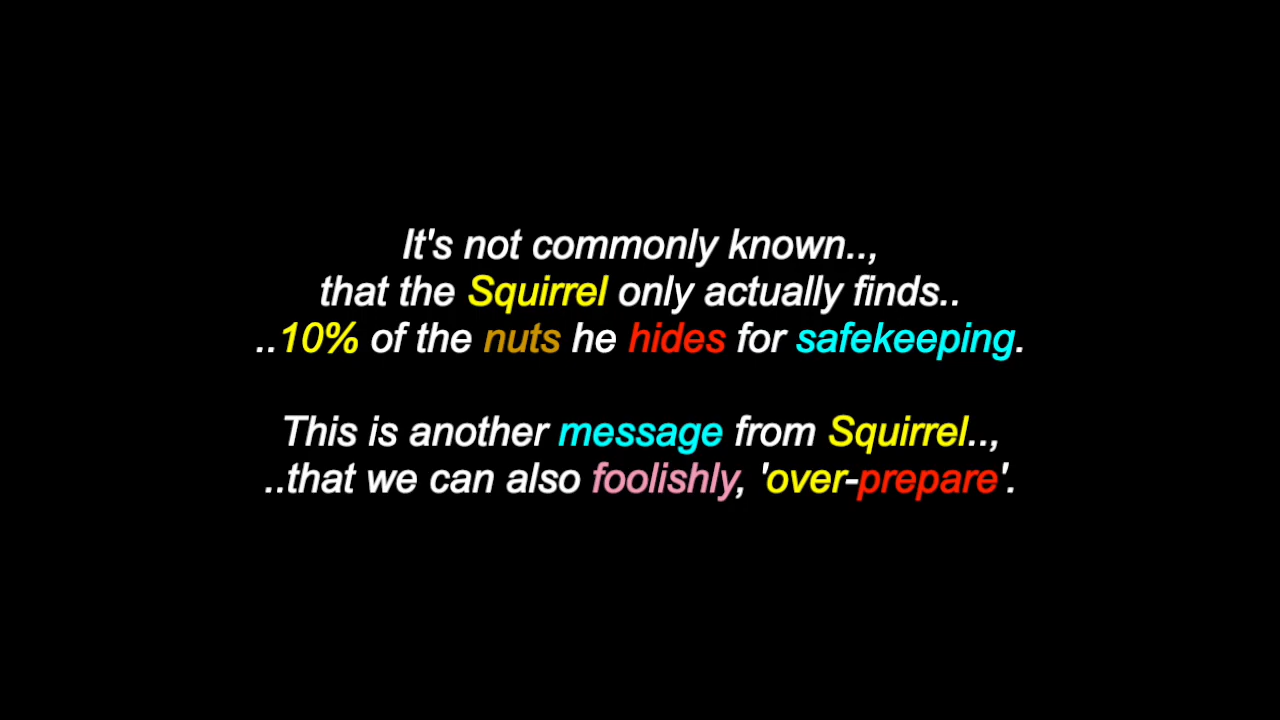 It's not commonly known..,
that the Squirrel only actually finds..
..10% of the nuts he hides for safekeeping.
This is another message from Squirrel..,
..that we can also foolishly, 'over-prepare'.